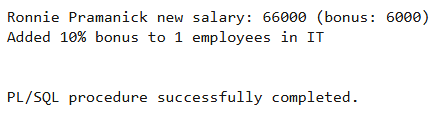 Ronnie Pramanick new salary: 66000 (bonus: 6000)
Added 10% bonus to 1 employees in IT
PL/SQL procedure successfully completed.